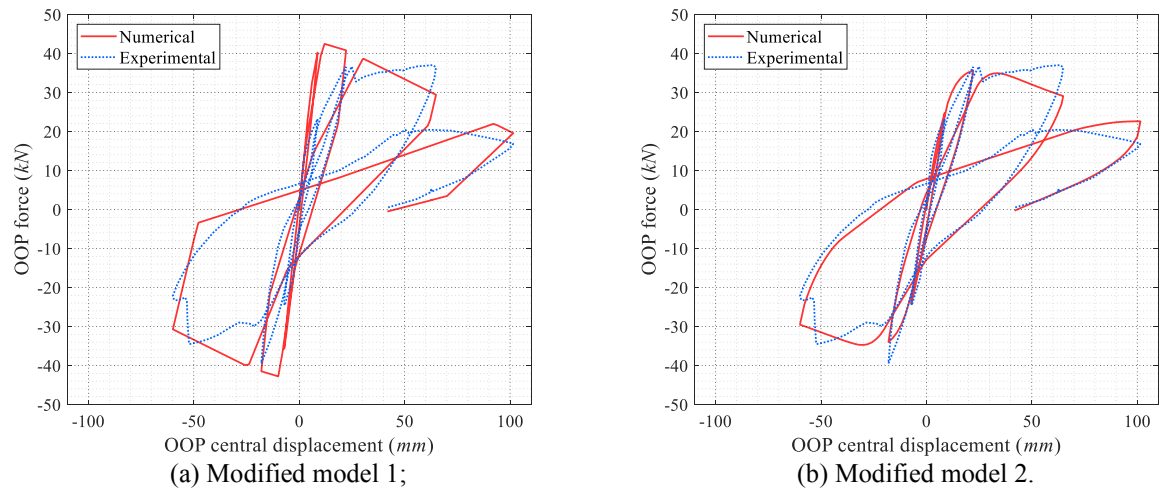 50
40
30
20
10
0
-10
-20
-30
-40
-50
OOP force (kN)
Numerical
Experimental
-100 -50 0 50 100
OOP central displacement (mm)
(a) Modified model 1;
50
40
30
20
10
0
-10
-20
-30
-40
-50
OOP force (kN)
Numerical
Experimental
-100 -50 0 50 100
OOP central displacement (mm)
(b) Modified model 2.